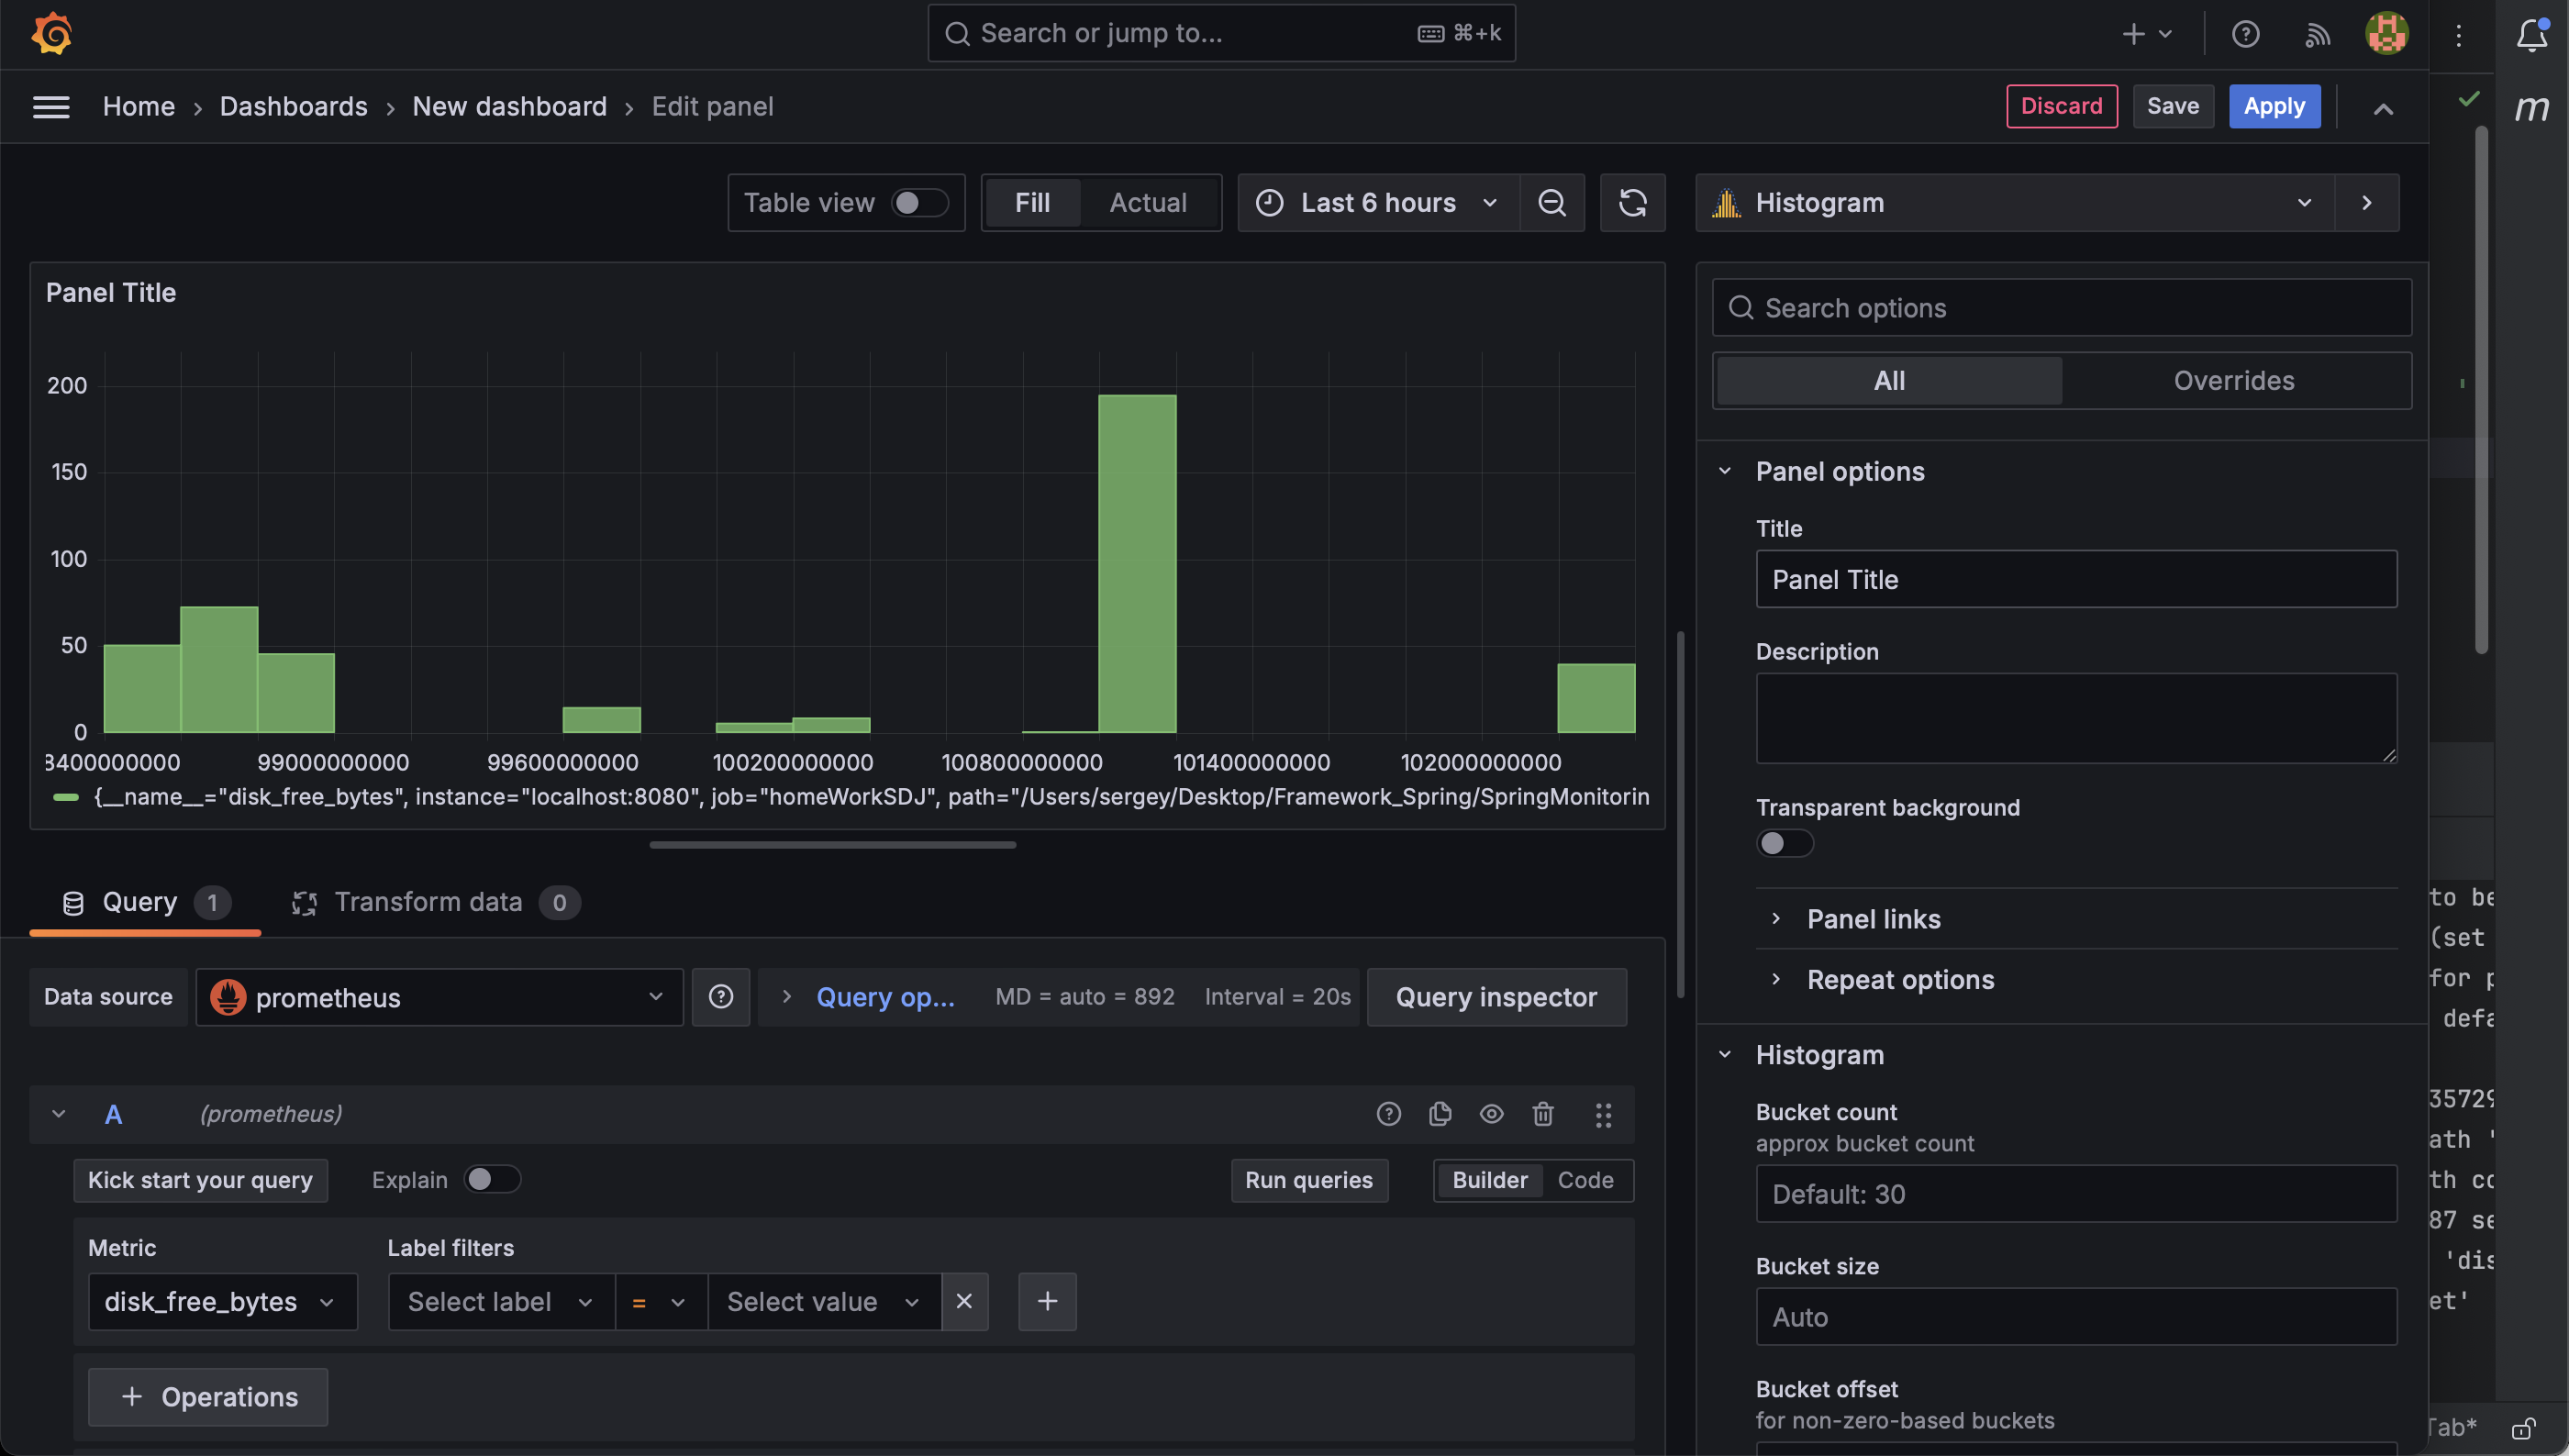 Search or jump to... ⌘+k
Home › Dashboards › New dashboard › Edit panel
Discard Save Apply
m
Table view Fill Actual Last 6 hours Histogram
Panel Title
200
150
100
50
0
84000000000 99000000000 99600000000 100200000000 100800000000 101400000000 102000000000
{__name__="disk_free_bytes", instance="localhost:8080", job="homeWorkSDJ", path="/Users/sergey/Desktop/Framework_Spring/SpringMonitorin
Query 1 Transform data 0
Data source prometheus Query op... MD = auto = 892 Interval = 20s Query inspector
A (prometheus)
Kick start your query Explain Run queries Builder Code
Metric Label filters
disk_free_bytes Select label = Select value
+ Operations
Search options
All Overrides
Panel options
Title
Panel Title
Description
Transparent background
Panel links
Repeat options
Histogram
Bucket count
approx bucket count
Default: 30
Bucket size
Auto
Bucket offset
for non-zero-based buckets
to be
(set
for p
defa
35729
ath '
th co
87 se
'dis
et'
Tab*